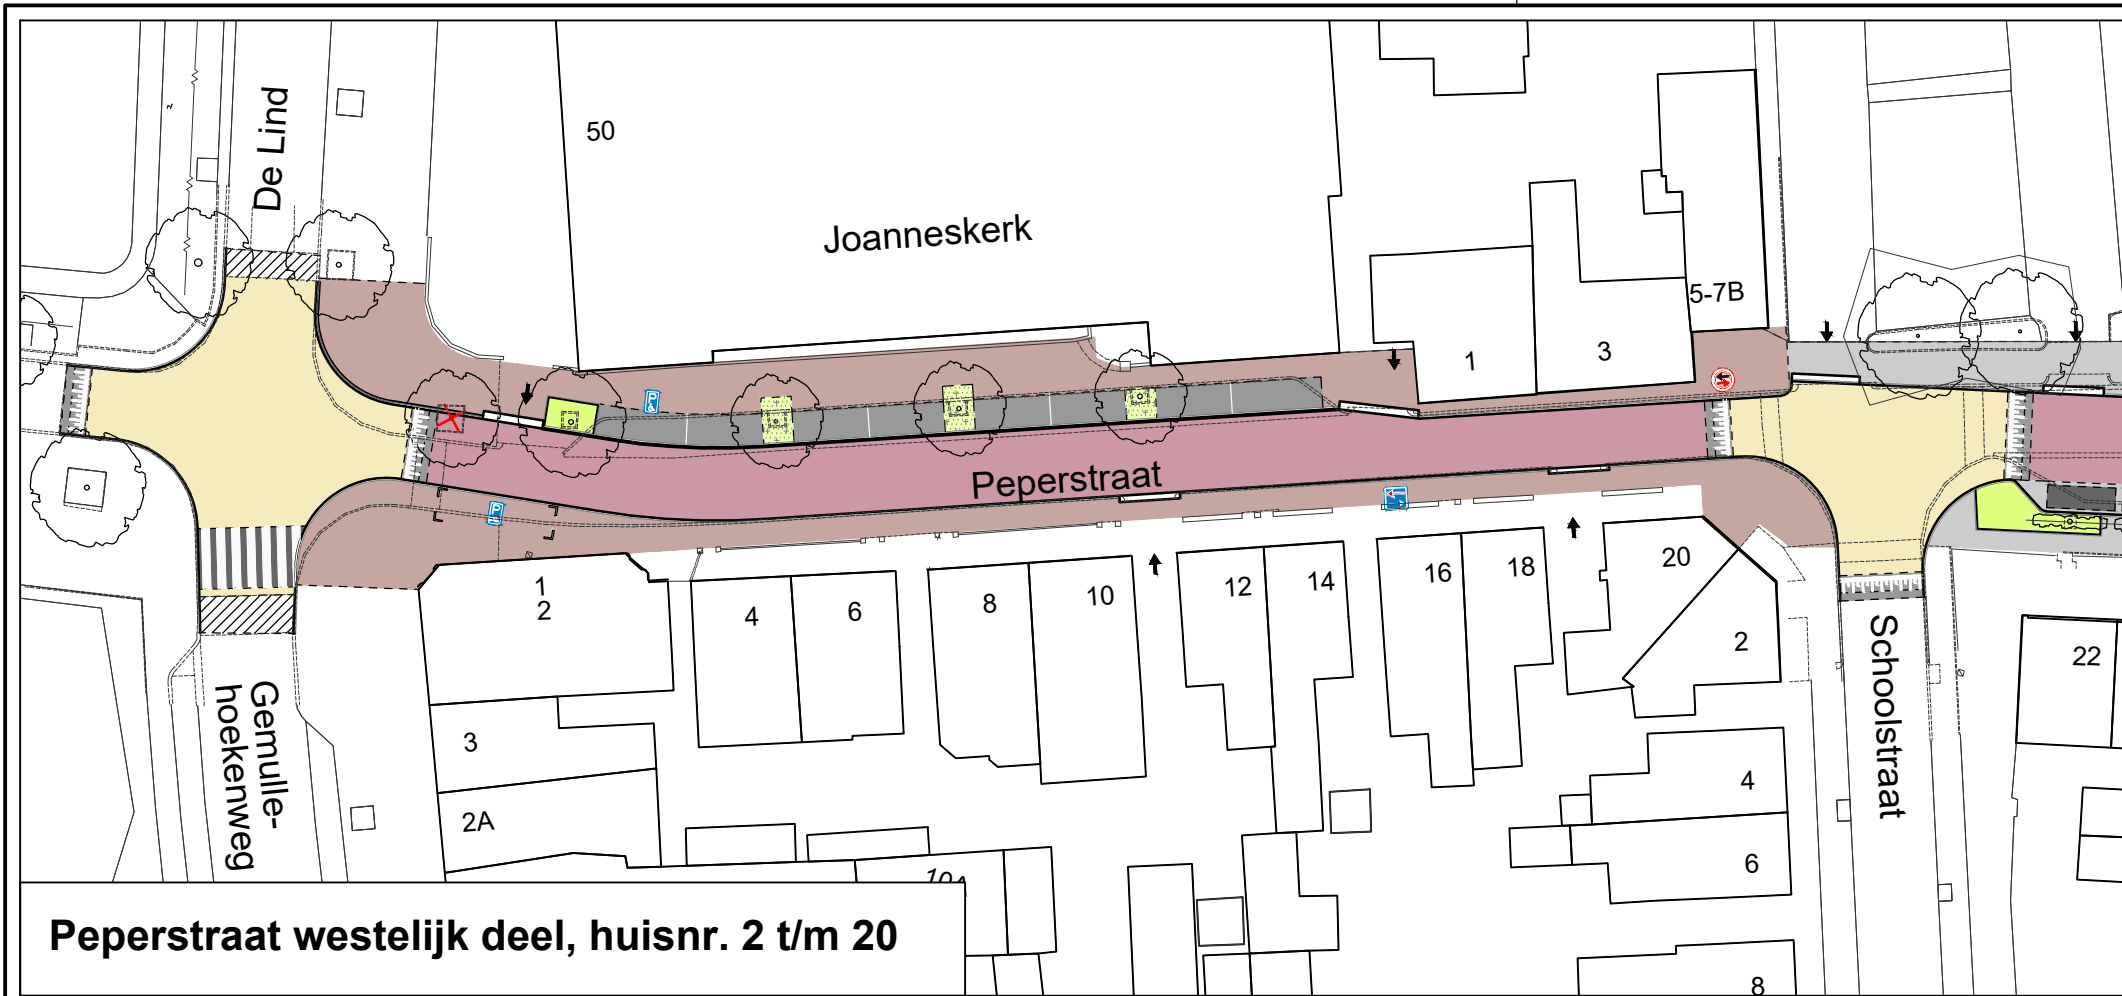 De Lind
50
Joanneskerk
1
3
5-7B
P
P
Peperstraat
1
2
4
6
8
10
12
14
16
18
20
2
22
3
2A
4
6
8
Gemulle-
hoekenweg
Schoolstraat
10A
Peperstraat westelijk deel, huisnr. 2 t/m 20